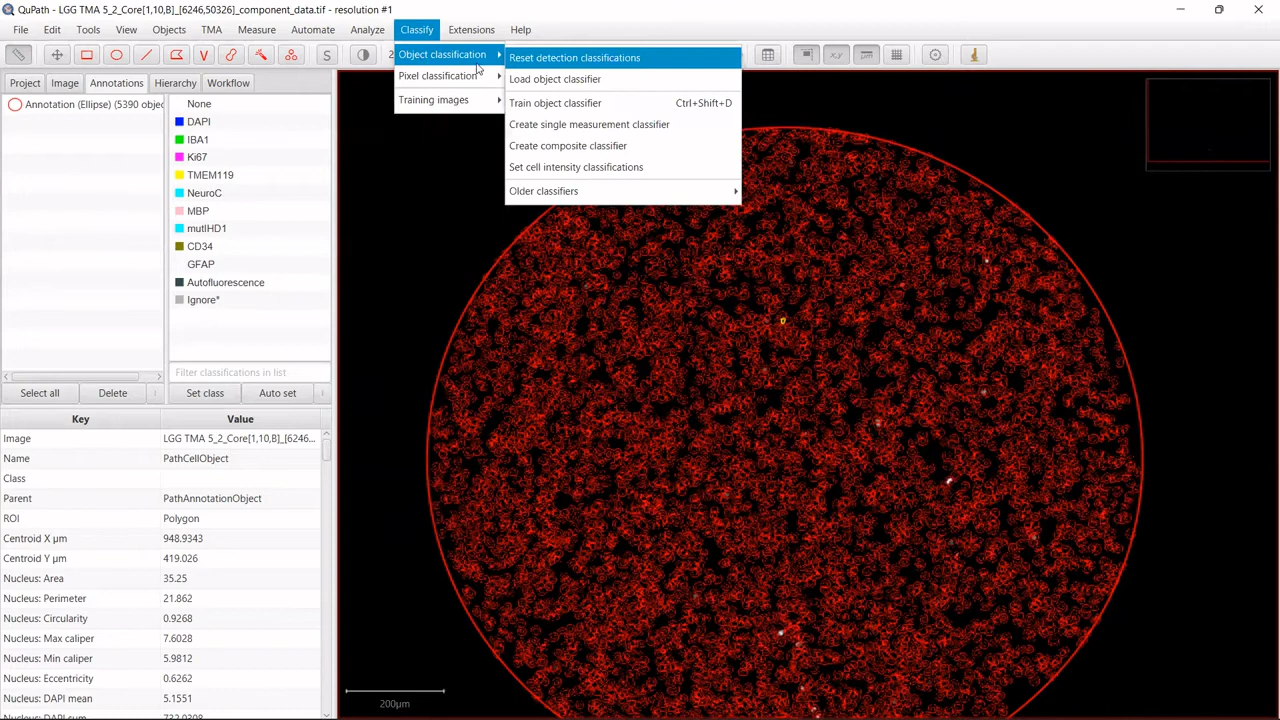 QuPath - LGG TMA 5_2_Core[1,10,B]_[6246,50326]_component_data.tif - resolution #1
File Edit Tools View Objects TMA Measure Automate Analyze Classify Extensions Help
Object classification
Pixel classification
Training images
Reset detection classifications
Load object classifier
Train object classifier Ctrl+Shift+D
Create single measurement classifier
Create composite classifier
Set cell intensity classifications
Older classifiers
Project Image Annotations Hierarchy Workflow
Annotation (Ellipse) (5390 objec
None
DAPI
IBA1
Ki67
TMEM119
NeuroC
MBP
mutIHD1
CD34
GFAP
Autofluorescence
Ignore*
Filter classifications in list
Select all Delete Set class Auto set
Key Value
Image LGG TMA 5_2_Core[1,10,B]_[6246...
Name PathCellObject
Class
Parent PathAnnotationObject
ROI Polygon
Centroid X µm 948.9343
Centroid Y µm 419.026
Nucleus: Area 35.25
Nucleus: Perimeter 21.862
Nucleus: Circularity 0.9268
Nucleus: Max caliper 7.6028
Nucleus: Min caliper 5.9812
Nucleus: Eccentricity 0.6262
Nucleus: DAPI mean 5.1551
Nucleus: DAPI sum 732.0208
200µm